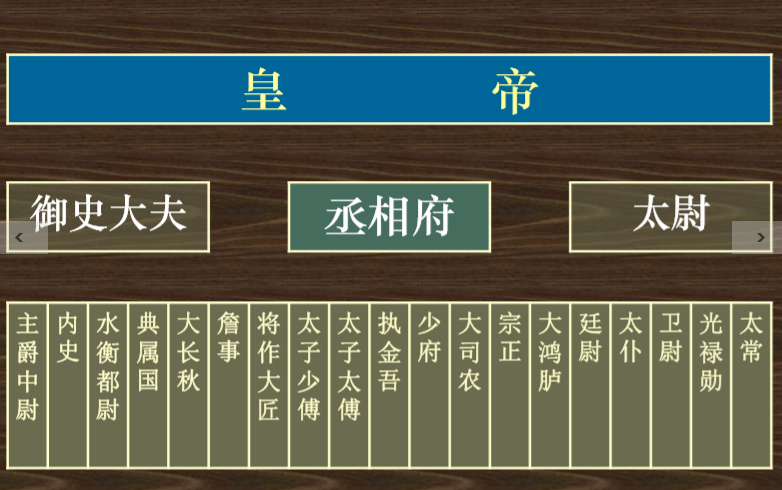 皇帝
御史大夫
丞相府
太尉
主爵中尉
内史
水衡都尉
典属国
大长秋
詹事
将作大匠
太子少傅
太子太傅
执金吾
少府
大司农
宗正
大鸿胪
廷尉
太仆
卫尉
光禄勋
太常